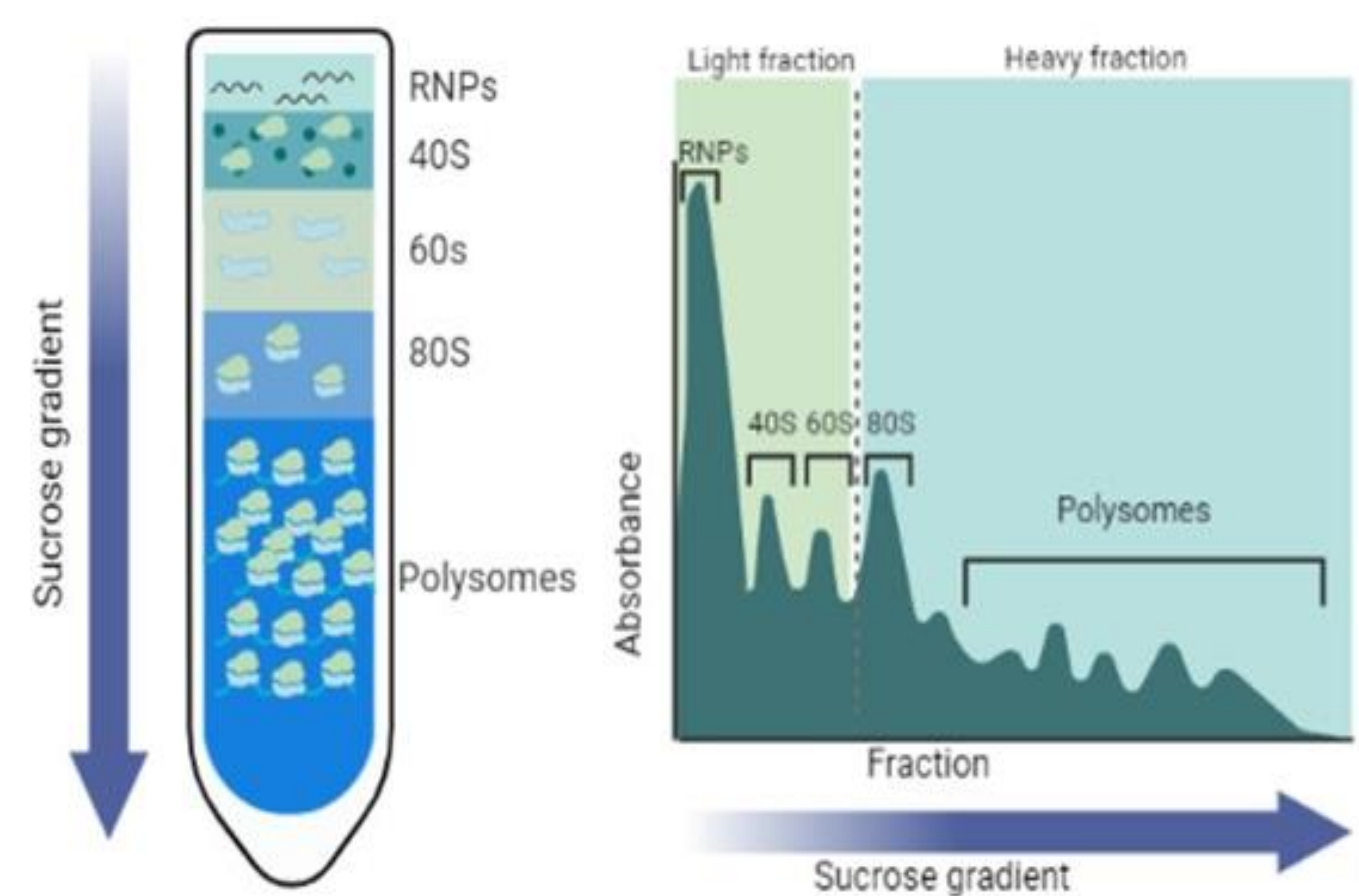 Sucrose gradient
RNPs
40S
60s
80S
Polysomes
Light fraction
Heavy fraction
RNPs
40S 60S 80S
Polysomes
Absorbance
Fraction
Sucrose gradient